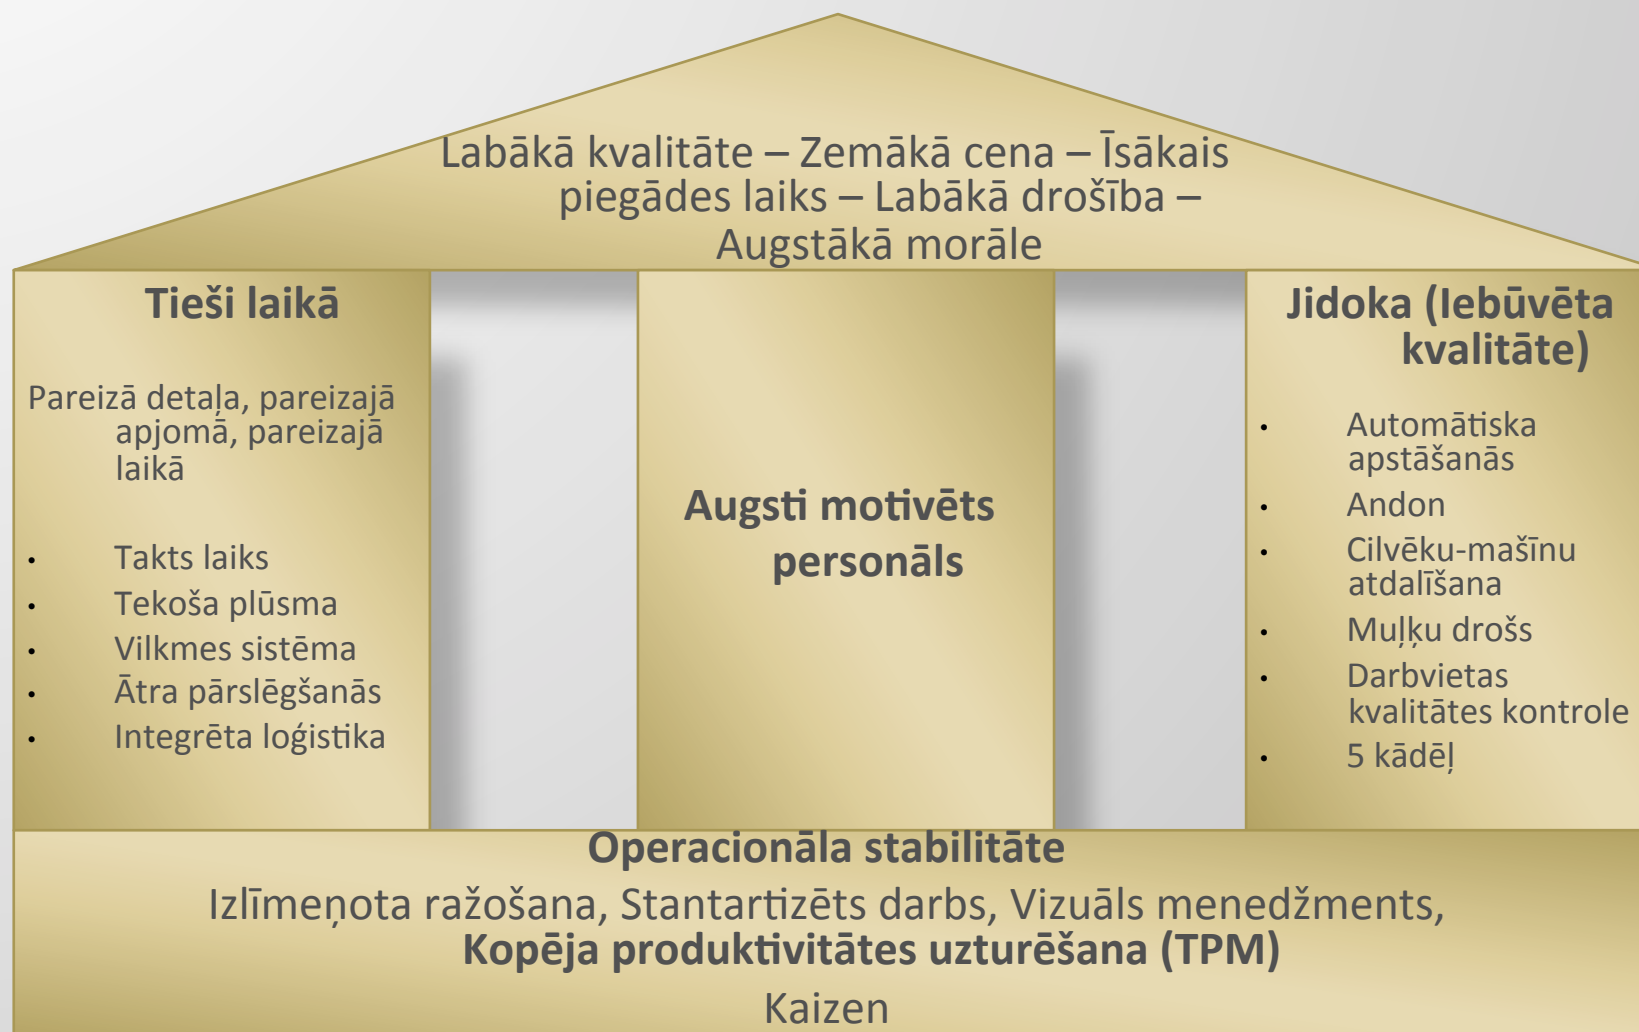 Labākā kvalitāte – Zemākā cena – Īsākais
piegādes laiks – Labākā drošība –
Augstākā morāle
Tieši laikā
Pareizā detaļa, pareizajā
apjomā, pareizajā
laikā
• Takts laiks
• Tekoša plūsma
• Vilkmes sistēma
• Ātra pārslēgšanās
• Integrēta loģistika
Augsti motivēts
personāls
Jidoka (Iebūvēta
kvalitāte)
• Automātiska
apstāšanās
• Andon
• Cilvēku-mašīnu
atdalīšana
• Muļķu drošs
• Darbvietas
kvalitātes kontrole
• 5 kādēļ
Operacionāla stabilitāte
Izlīmeņota ražošana, Stantartizēts darbs, Vizuāls menedžments,
Kopēja produktivitātes uzturēšana (TPM)
Kaizen